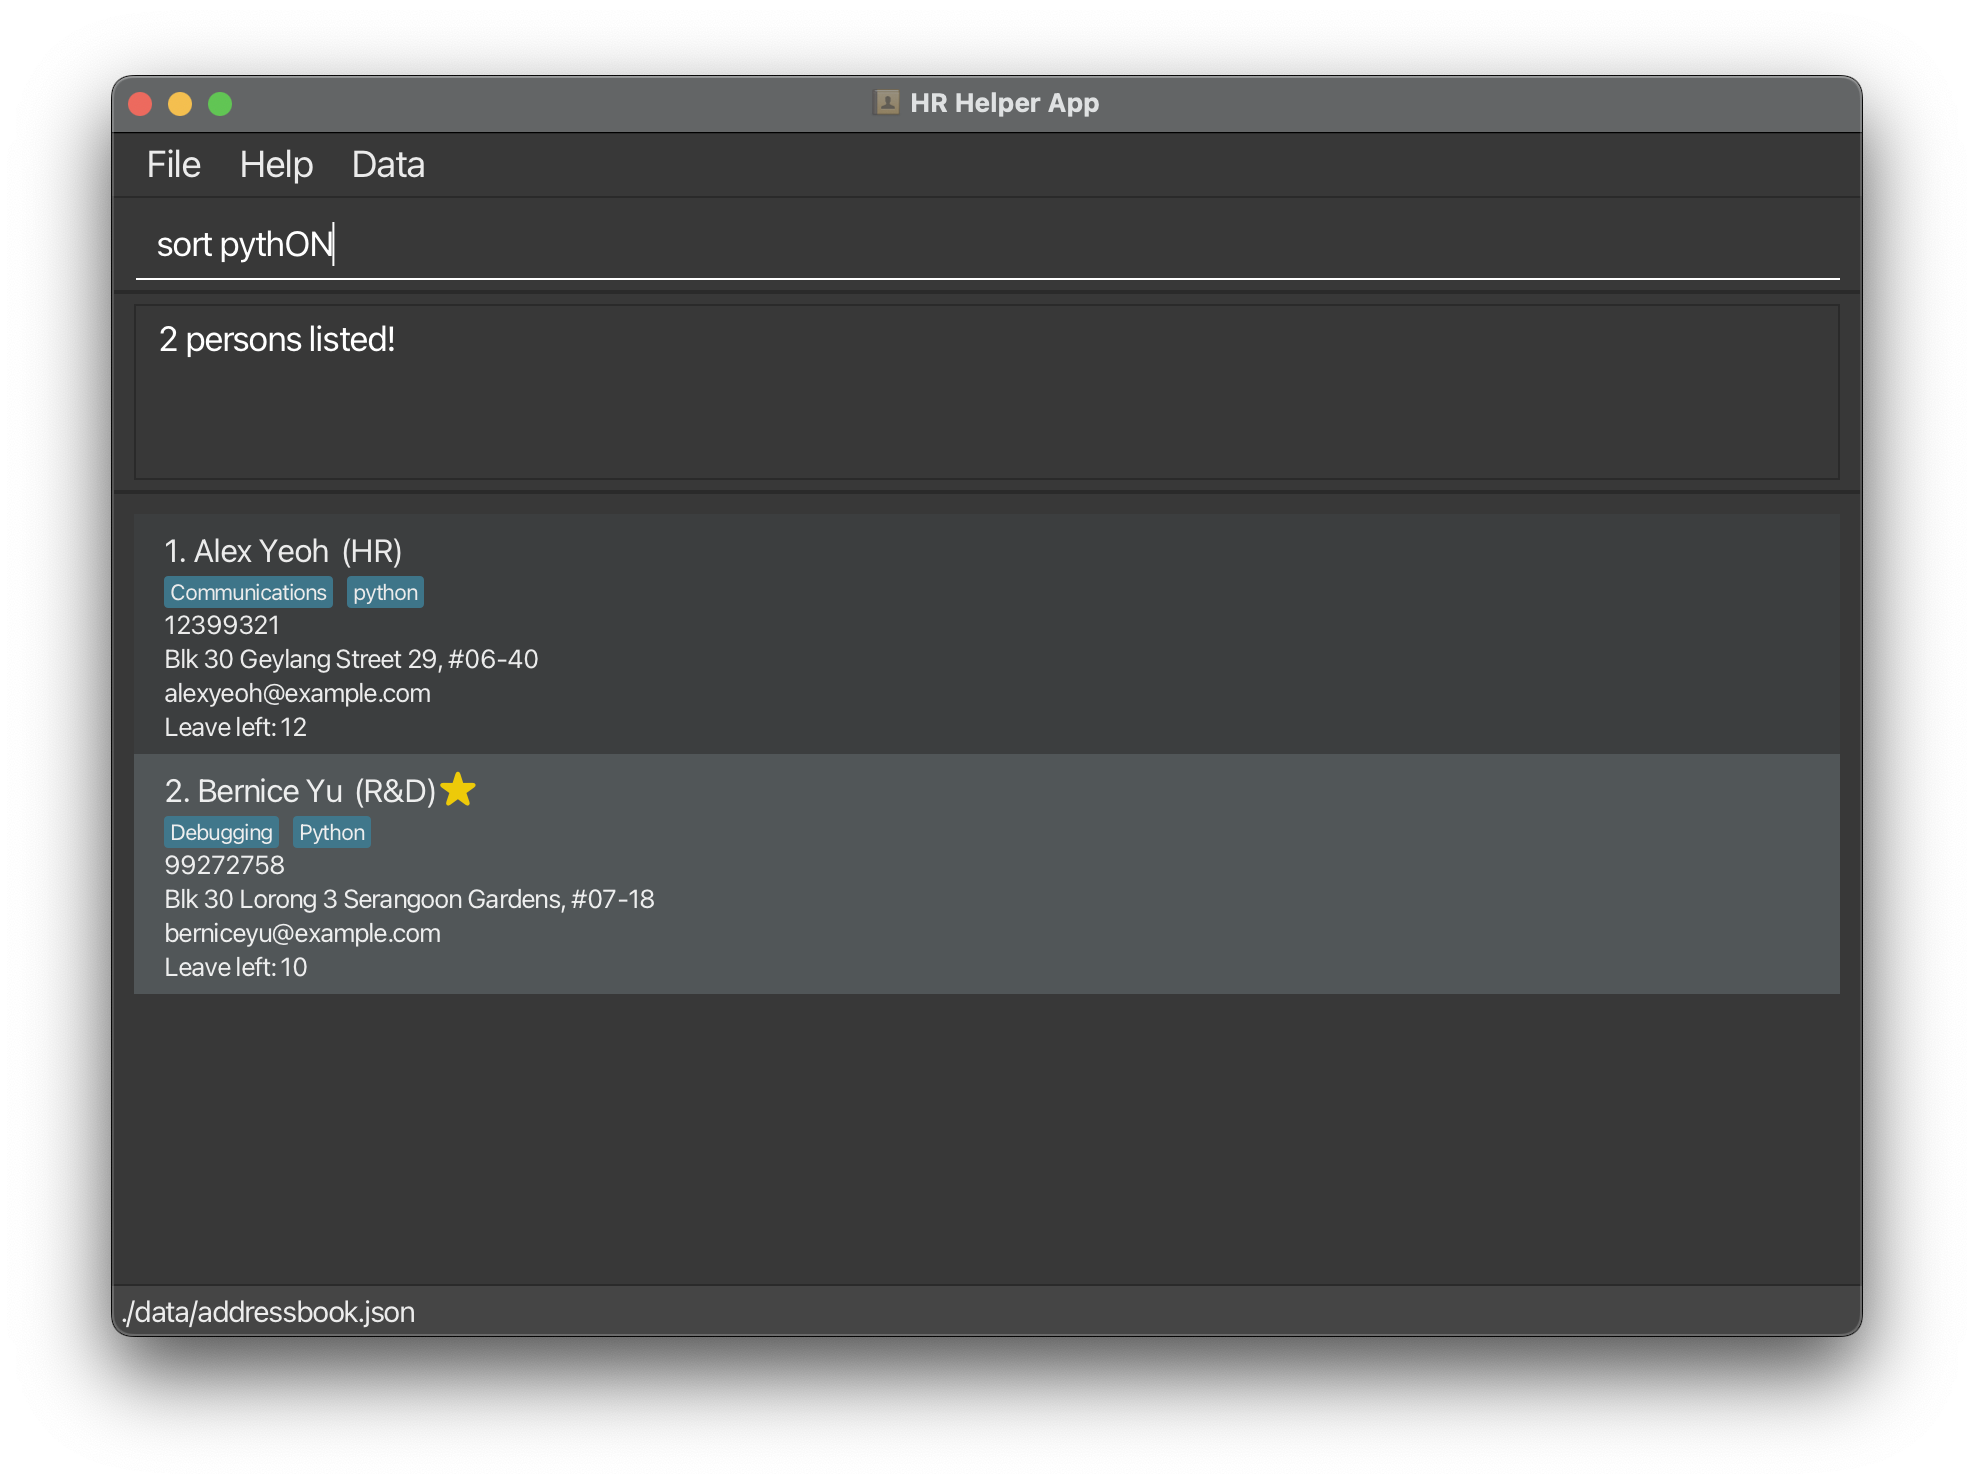 HR Helper App
File Help Data
sort pythON
2 persons listed!
1. Alex Yeoh (HR)
Communications python
12399321
Blk 30 Geylang Street 29, #06-40
alexyeoh@example.com
Leave left: 12
2. Bernice Yu (R&D)
Debugging Python
99272758
Blk 30 Lorong 3 Serangoon Gardens, #07-18
berniceyu@example.com
Leave left: 10
./data/addressbook.json